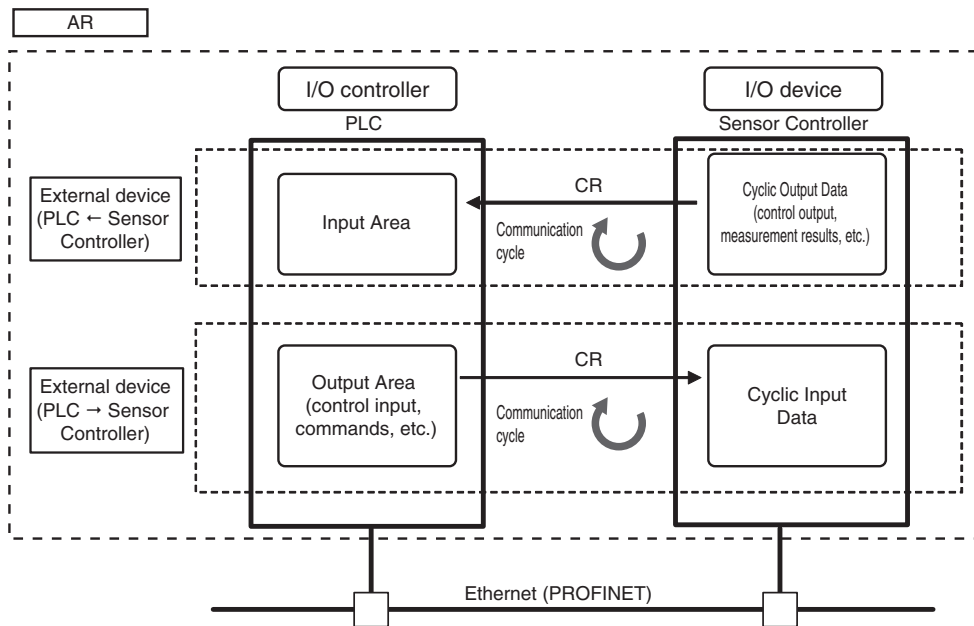 AR
I/O controller
I/O device
PLC
Sensor Controller
External device
(PLC ← Sensor
Controller)
Input Area
CR
Communication
cycle
Cyclic Output Data
(control output,
measurement results, etc.)
External device
(PLC → Sensor
Controller)
Output Area
(control input,
commands, etc.)
CR
Communication
cycle
Cyclic Input
Data
Ethernet (PROFINET)